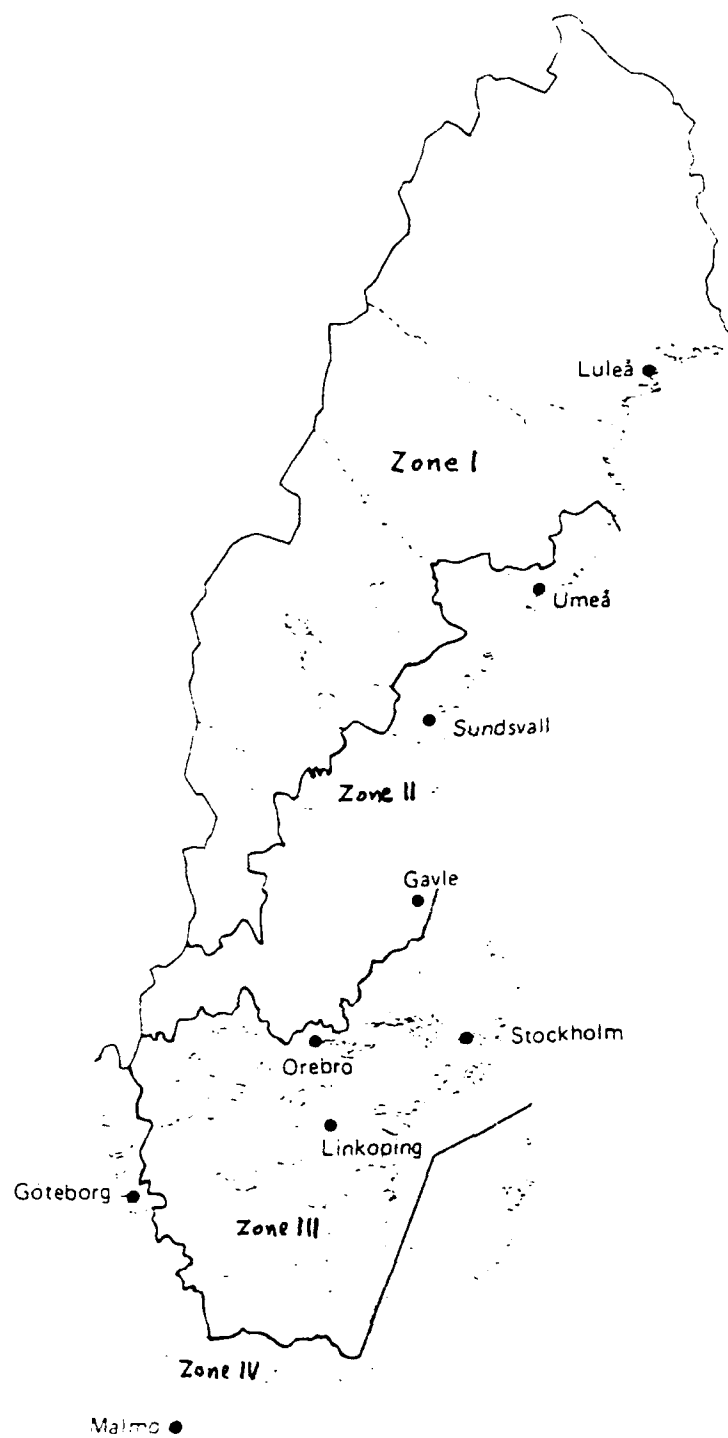 Luleå
Zone I
Umeå
Sundsvall
Zone II
Gavle
Stockholm
Orebro
Linkoping
Goteborg
Zone III
Zone IV
Malmo